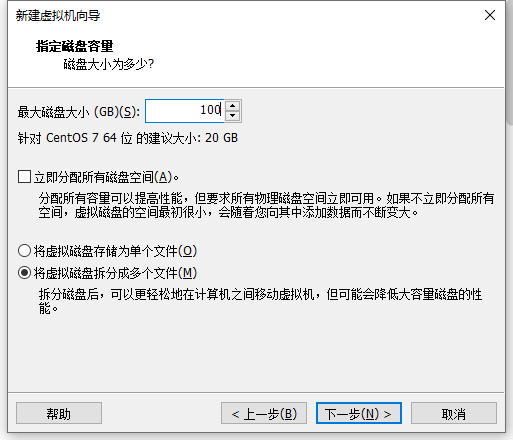 新建虚拟机向导
指定磁盘容量
磁盘大小为多少?
最大磁盘大小 (GB)(S): 100
针对 CentOS 7 64 位 的建议大小: 20 GB
立即分配所有磁盘空间(A)。
分配所有容量可以提高性能，但要求所有物理磁盘空间立即可用。如果不立即分配所有
空间，虚拟磁盘的空间最初很小，会随着您向其中添加数据而不断变大。
将虚拟磁盘存储为单个文件(O)
将虚拟磁盘拆分成多个文件(M)
拆分磁盘后，可以更轻松地在计算机之间移动虚拟机，但可能会降低大容量磁盘的性
能。
帮助 < 上一步(B) 下一步(N) > 取消